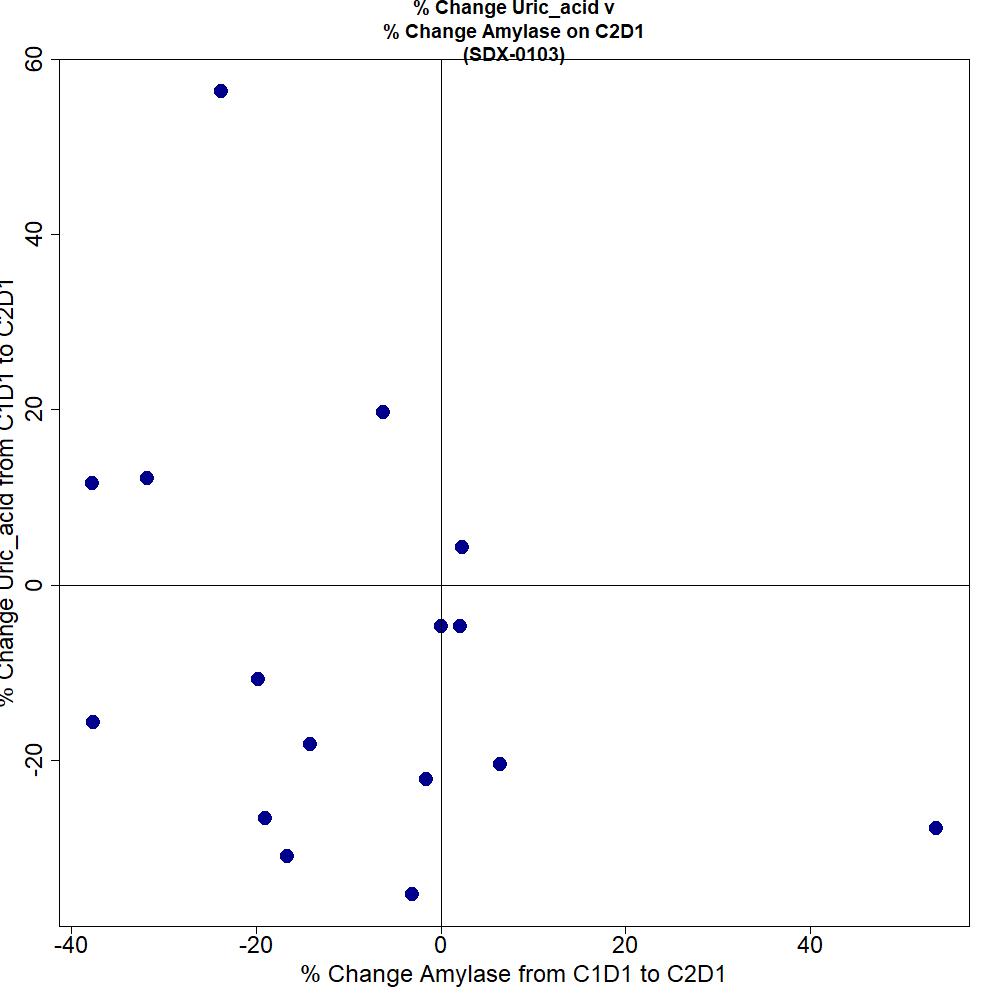 % Change Uric_acid v
% Change Amylase on C2D1
(SDX-0103)
60
40
20
0
-20
% Change Uric_acid from C1D1 to C2D1
-40
-20
0
20
40
% Change Amylase from C1D1 to C2D1